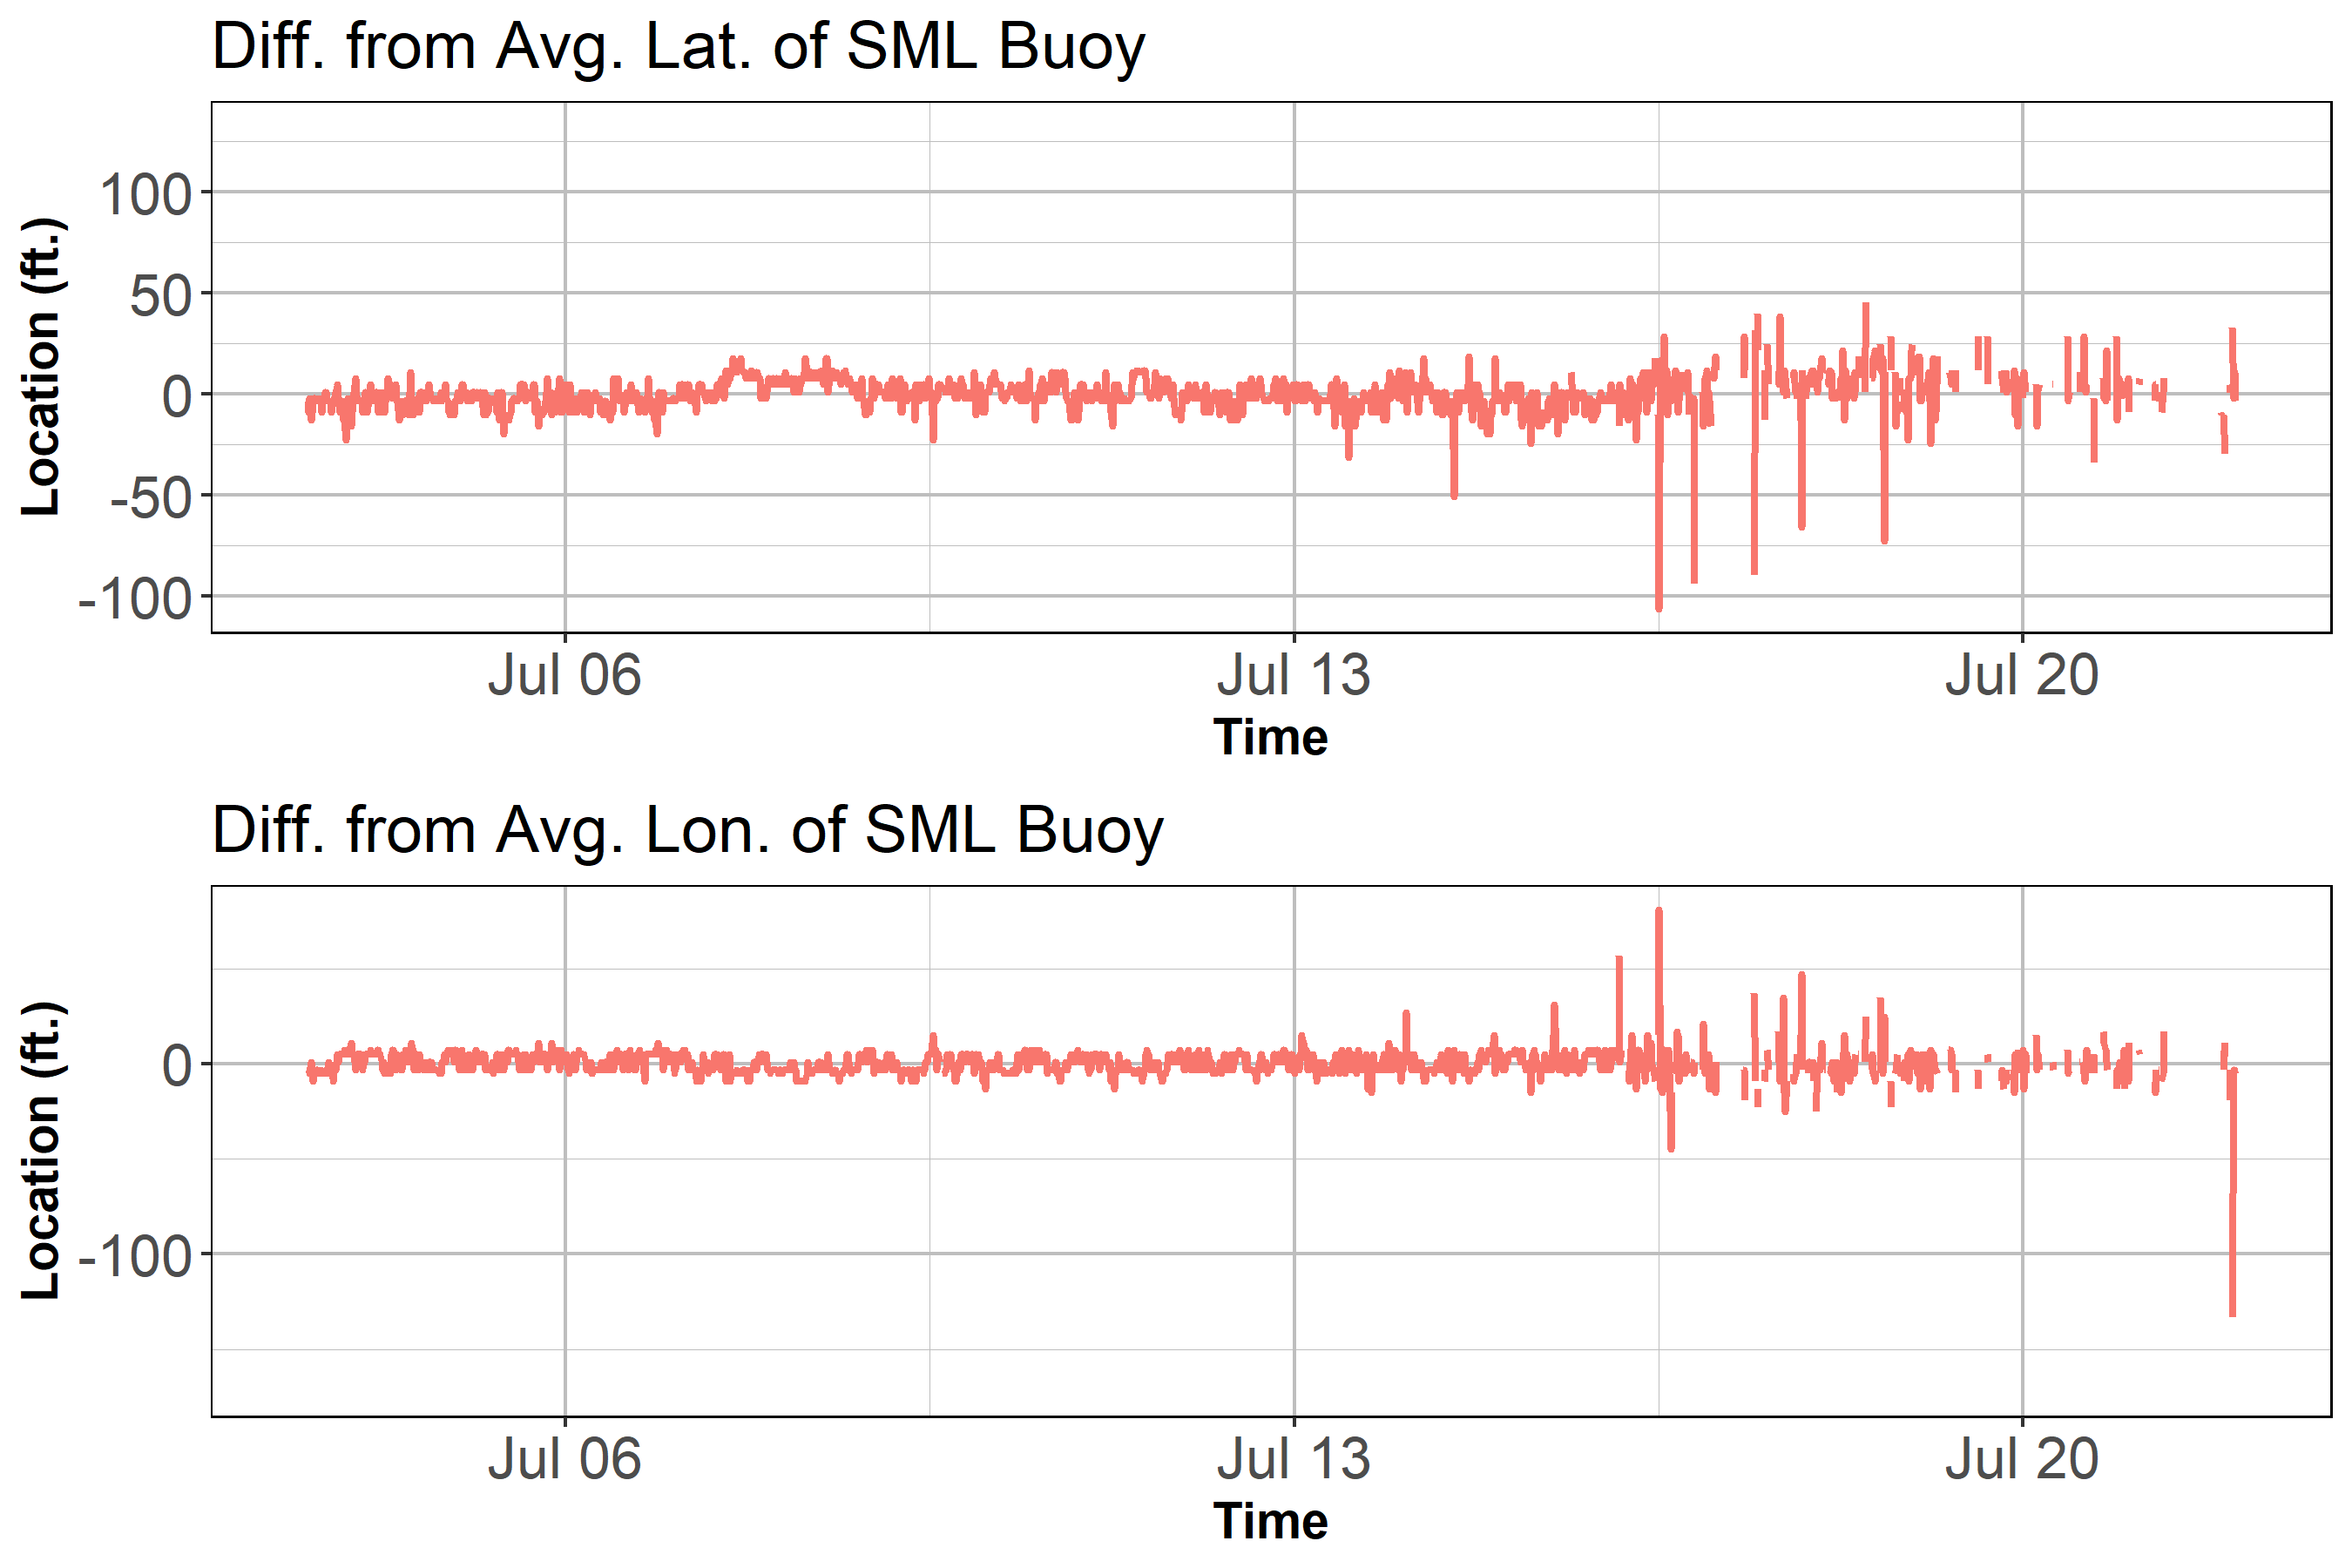 Diff. from Avg. Lat. of SML Buoy
Location (ft.)
100
50
0
-50
-100
Jul 06
Jul 13
Jul 20
Time
Diff. from Avg. Lon. of SML Buoy
Location (ft.)
0
-100
Jul 06
Jul 13
Jul 20
Time